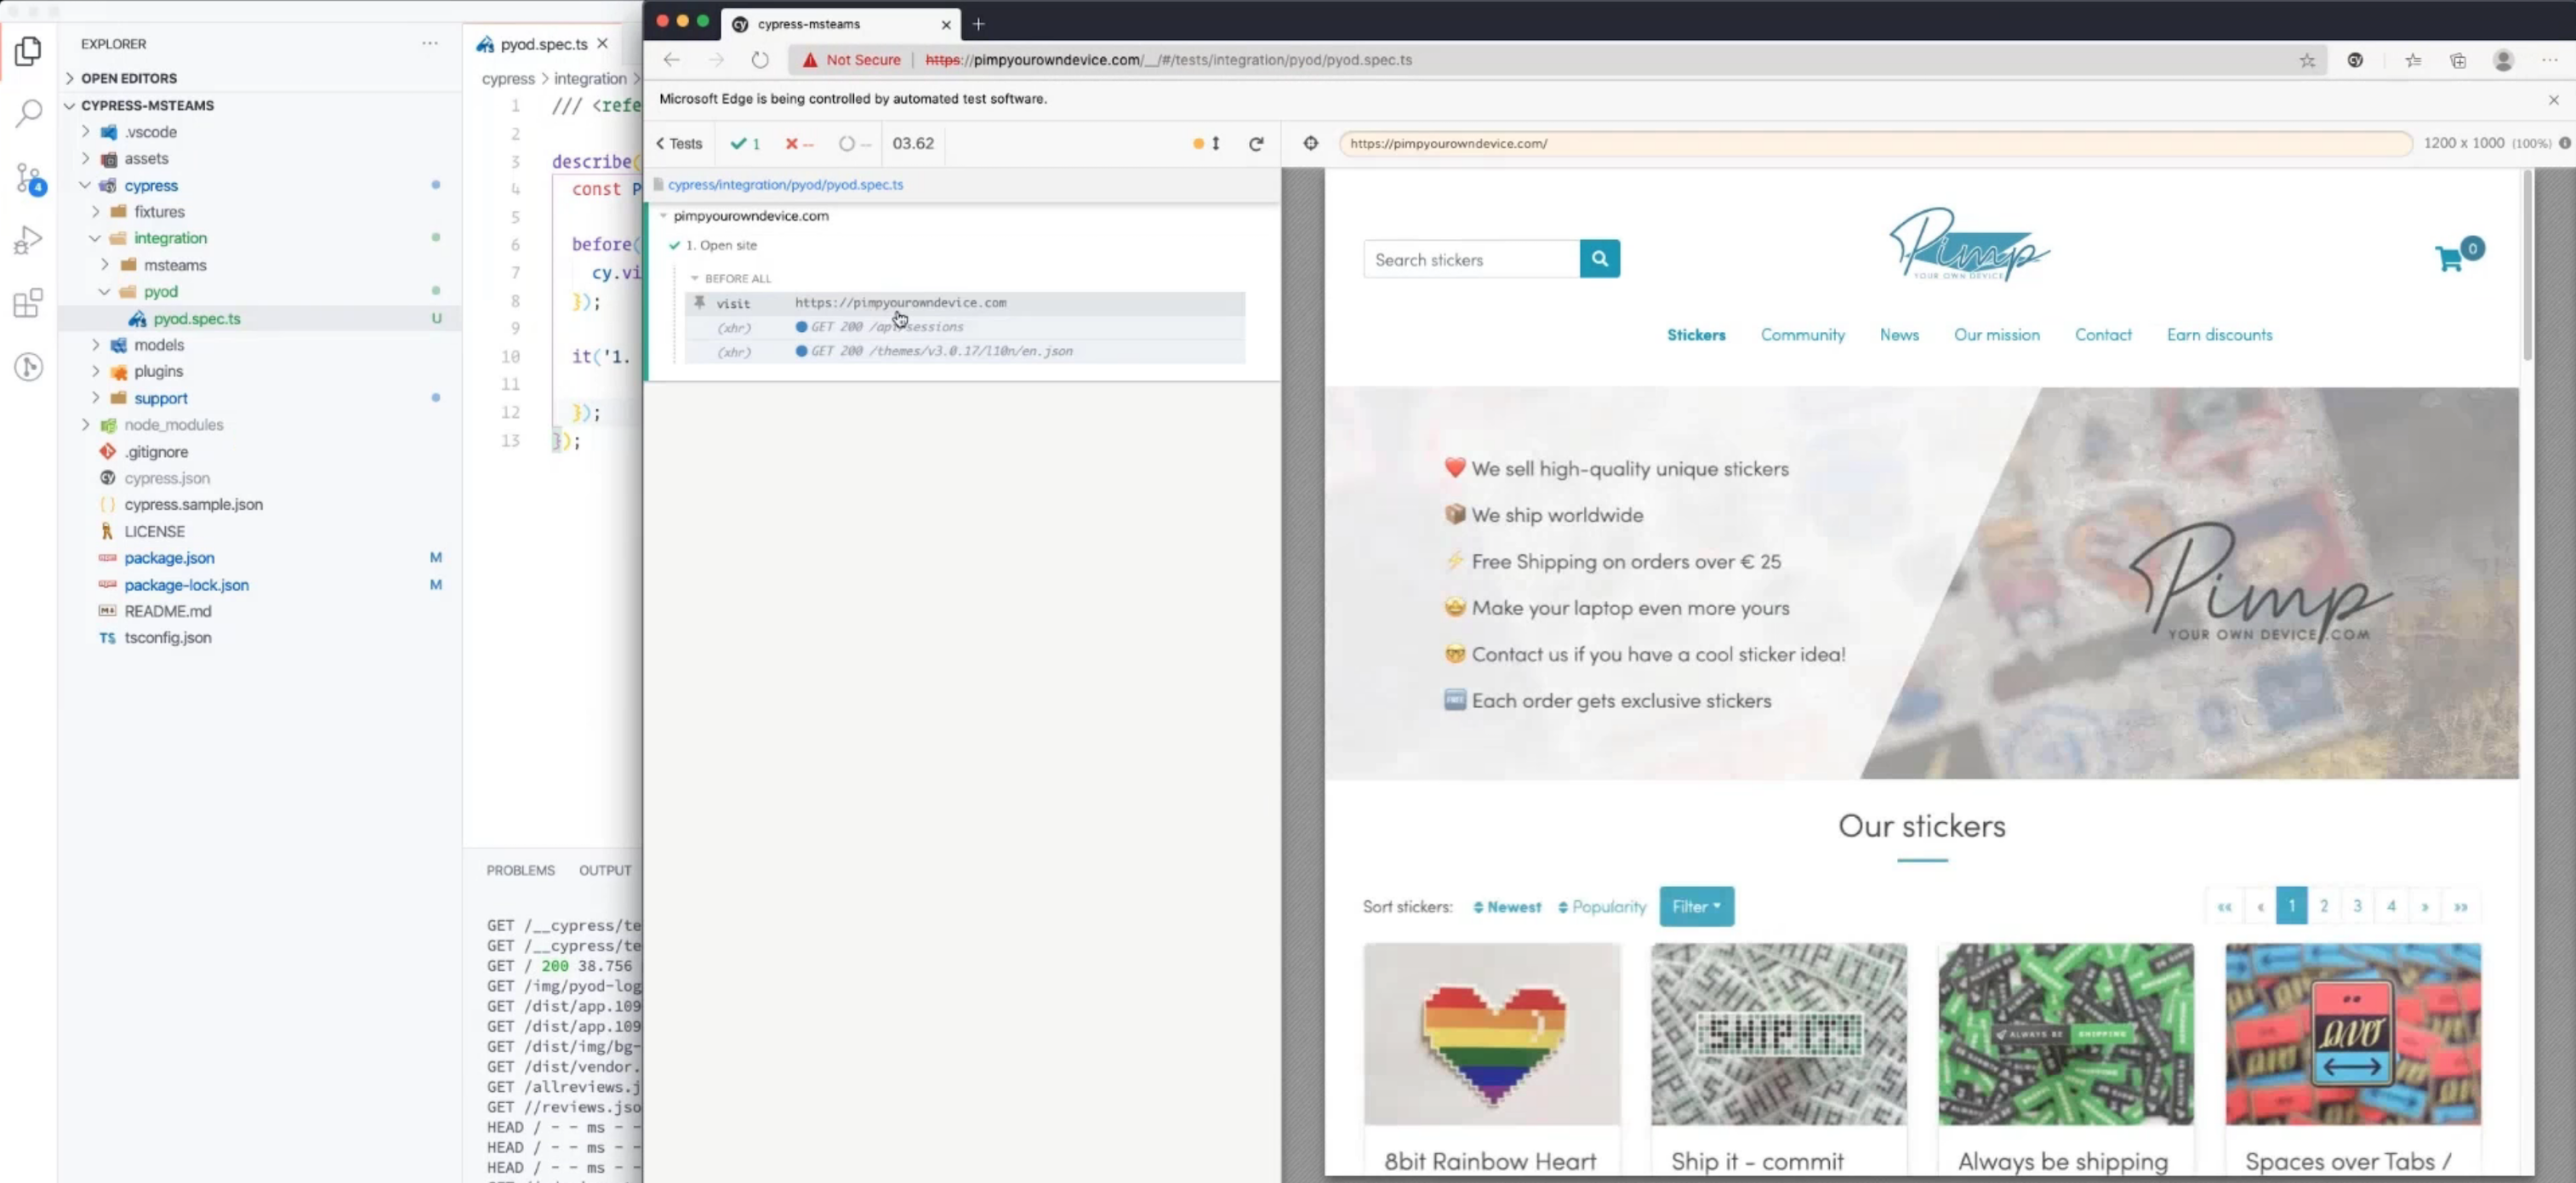 EXPLORER
OPEN EDITORS
CYPRESS-MSTEAMS
.vscode
assets
cypress
fixtures
integration
msteams
pyod
pyod.spec.ts U
models
plugins
support
node_modules
.gitignore
cypress.json
cypress.sample.json
LICENSE
package.json M
package-lock.json M
README.md
TS tsconfig.json
4
pyod.spec.ts
cypress > integration >
1 /// <refe
2
3 describe(
4 const P
5
6 before(
7 cy.vi
8 });
9
10 it('1.
11
12 });
13 });
PROBLEMS OUTPUT
GET /__cypress/te
GET /__cypress/te
GET / 200 38.756
GET /img/pyod-log
GET /dist/app.109
GET /dist/app.109
GET /dist/img/bg-
GET /dist/vendor.
GET /allreviews.j
GET //reviews.jso
HEAD / - - ms - -
HEAD / - - ms - -
HEAD / - - ms - -
cypress-msteams
Not Secure https://pimpyourowndevice.com/__/#/tests/integration/pyod/pyod.spec.ts
Microsoft Edge is being controlled by automated test software.
Tests 1 -- -- 03.62
https://pimpyourowndevice.com/ 1200 x 1000 (100%)
cypress/integration/pyod/pyod.spec.ts
pimpyourowndevice.com
1. Open site
BEFORE ALL
visit https://pimpyourowndevice.com
(xhr) GET 200 /api/sessions
(xhr) GET 200 /themes/v3.0.17/l10n/en.json
Search stickers
Pimp
YOUR OWN DEVICE
0
Stickers Community News Our mission Contact Earn discounts
❤️ We sell high-quality unique stickers
📦 We ship worldwide
⚡ Free Shipping on orders over € 25
🤩 Make your laptop even more yours
🤓 Contact us if you have a cool sticker idea!
🆓 Each order gets exclusive stickers
Pimp
YOUR OWN DEVICE.COM
Our stickers
Sort stickers: Newest Popularity Filter
«« « 1 2 3 4 » »»
SHIP IT
ALWAYS BE SHIPPING
8bit Rainbow Heart
Ship it - commit
Always be shipping
Spaces over Tabs /